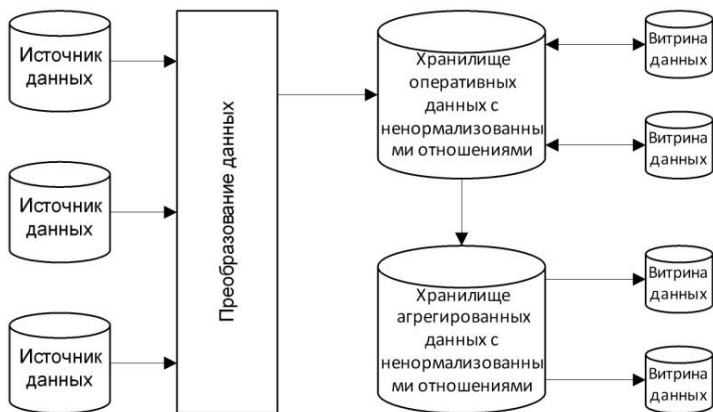 Источник
данных
Источник
данных
Источник
данных
Преобразование данных
Хранилище
оперативных
данных с
ненормализованны
ми отношениями
Хранилище
агрегированных
данных с
ненормализованны
ми отношениями
Витрина
данных
Витрина
данных
Витрина
данных
Витрина
данных